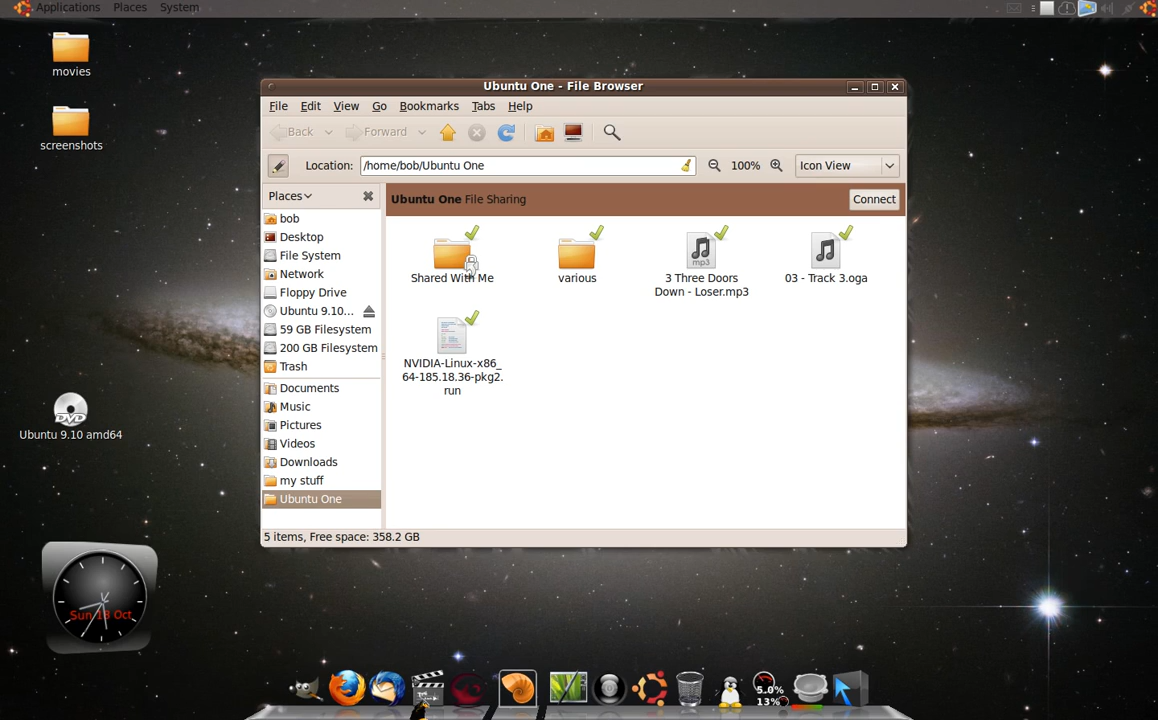 Applications Places System
movies
screenshots
Ubuntu One - File Browser
File Edit View Go Bookmarks Tabs Help
Back Forward
Location: /home/bob/Ubuntu One 100% Icon View
Places
Ubuntu One File Sharing Connect
bob
Desktop
File System
Network
Floppy Drive
Ubuntu 9.10...
59 GB Filesystem
200 GB Filesystem
Trash
Documents
Music
Pictures
Videos
Downloads
my stuff
Ubuntu One
Shared With Me
various
mp3
3 Three Doors
Down - Loser.mp3
03 - Track 3.oga
NVIDIA-Linux-x86_
64-185.18.36-pkg2.
run
5 items, Free space: 358.2 GB
DVD
Ubuntu 9.10 amd64
Sun 18 Oct
5.0%
13%